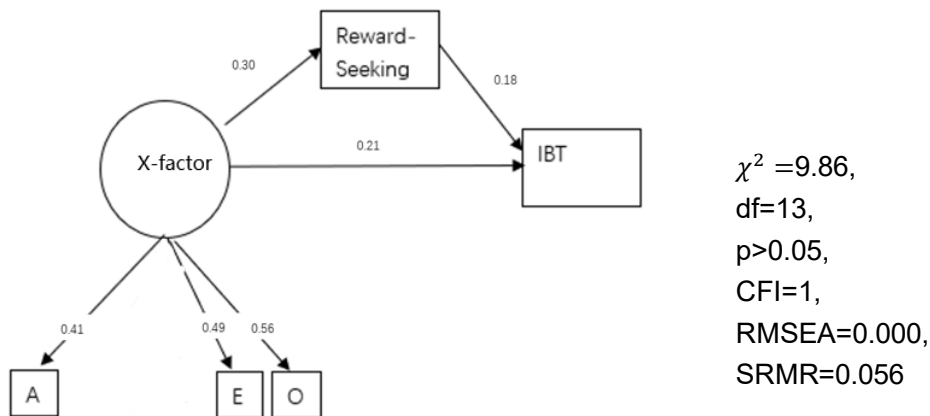 Reward-
Seeking
0.30
0.18
X-factor
0.21
IBT
χ² =9.86,
df=13,
p>0.05,
CFI=1,
RMSEA=0.000,
SRMR=0.056
0.41
0.49
0.56
A
E
O